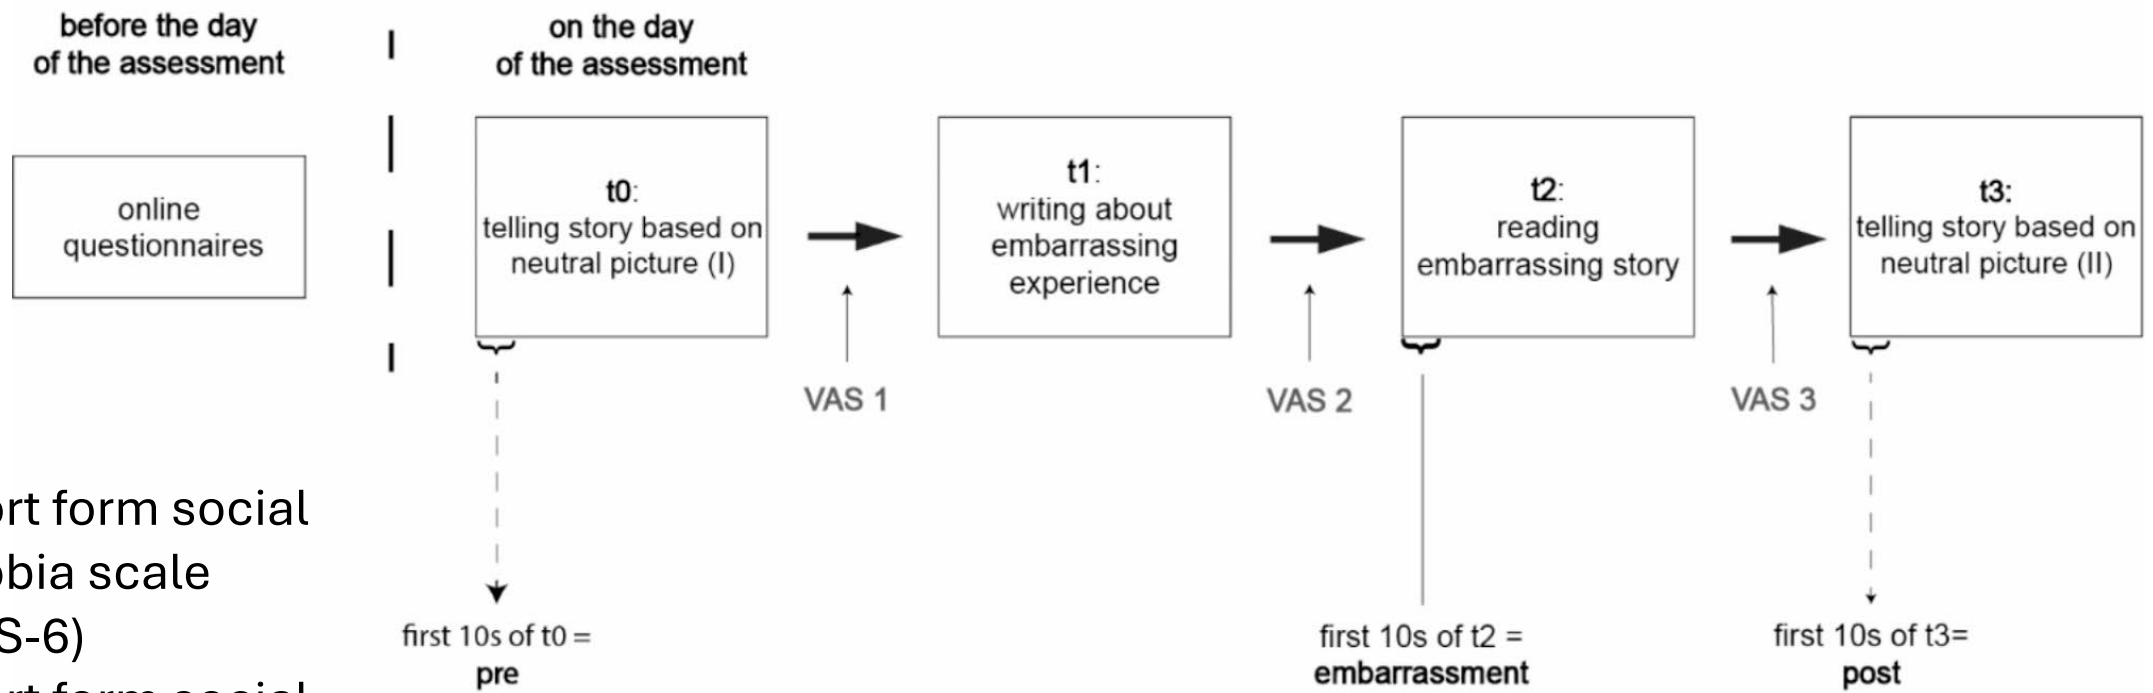 before the day
of the assessment
on the day
of the assessment
online
questionnaires
t0:
telling story based on
neutral picture (I)
t1:
writing about
embarrassing
experience
t2:
reading
embarrassing story
t3:
telling story based on
neutral picture (II)
VAS 1
VAS 2
VAS 3
form social
scale
first 10s of t0 =
pre
first 10s of t2 =
embarrassment
first 10s of t3=
post